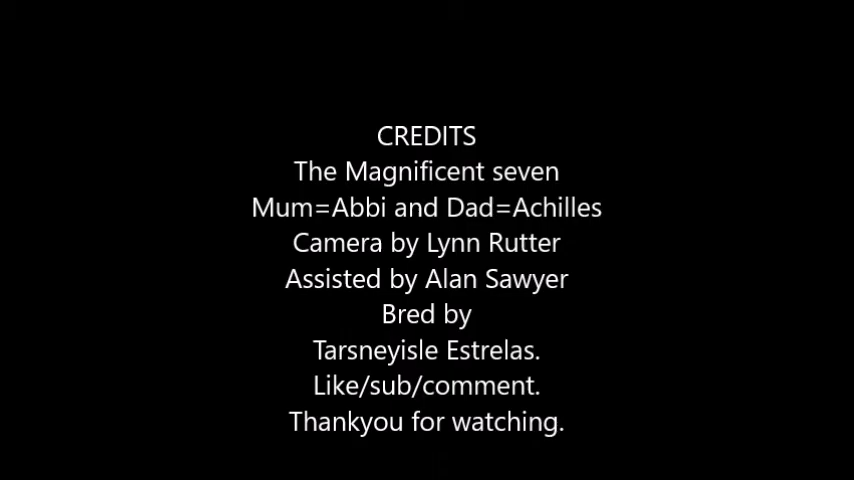 CREDITS
The Magnificent seven
Mum=Abbi and Dad=Achilles
Camera by Lynn Rutter
Assisted by Alan Sawyer
Bred by
Tarsneyisle Estrelas.
Like/sub/comment.
Thankyou for watching.